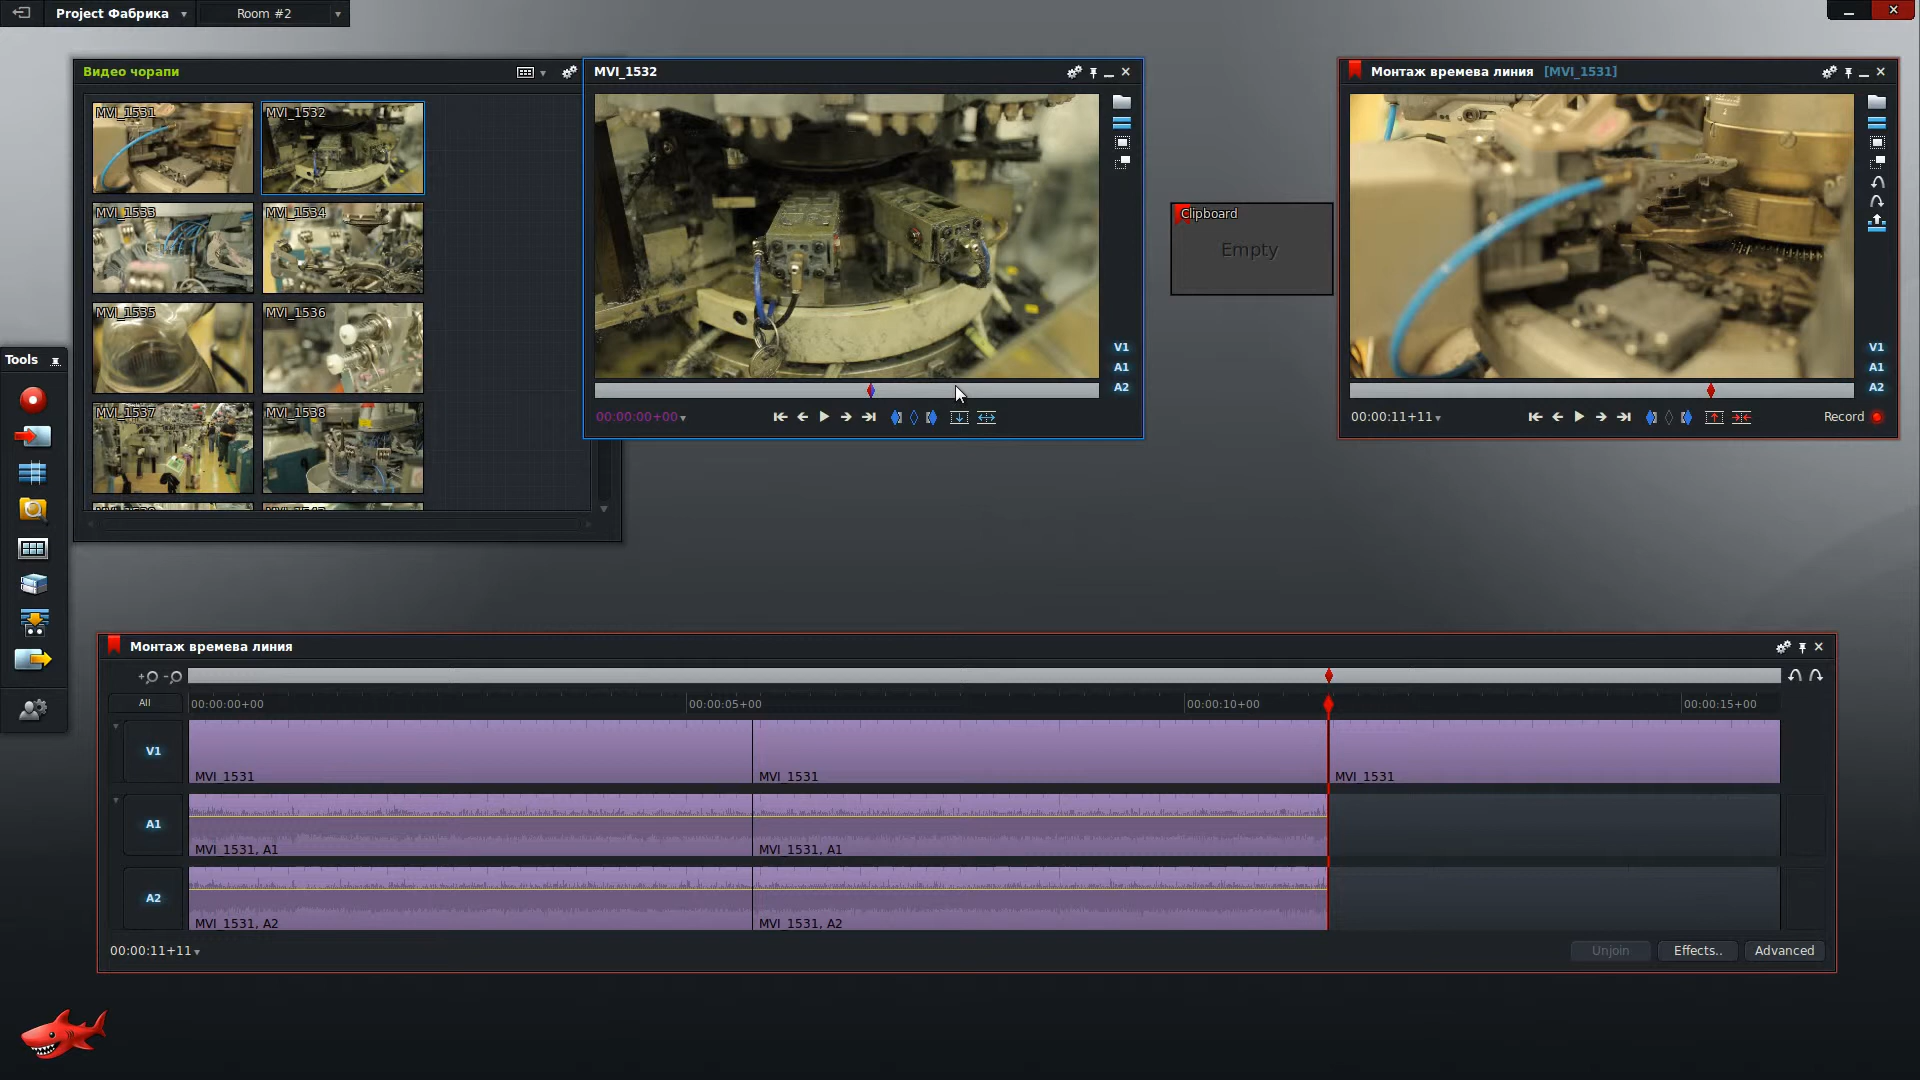 Project Фабрика
Room #2
Видео чорапи
MVI_1531
MVI_1532
MVI_1533
MVI_1534
MVI_1535
MVI_1536
MVI_1537
MVI_1538
MVI_1532
V1
A1
A2
00:00:00+00
Clipboard
Empty
Монтаж времева линия [MVI_1531]
V1
A1
A2
00:00:11+11
Record
Tools
Монтаж времева линия
All
00:00:00+00
00:00:05+00
00:00:10+00
00:00:15+00
V1
MVI_1531
MVI_1531
MVI_1531
A1
MVI_1531, A1
MVI_1531, A1
A2
MVI_1531, A2
MVI_1531, A2
00:00:11+11
Unjoin
Effects..
Advanced